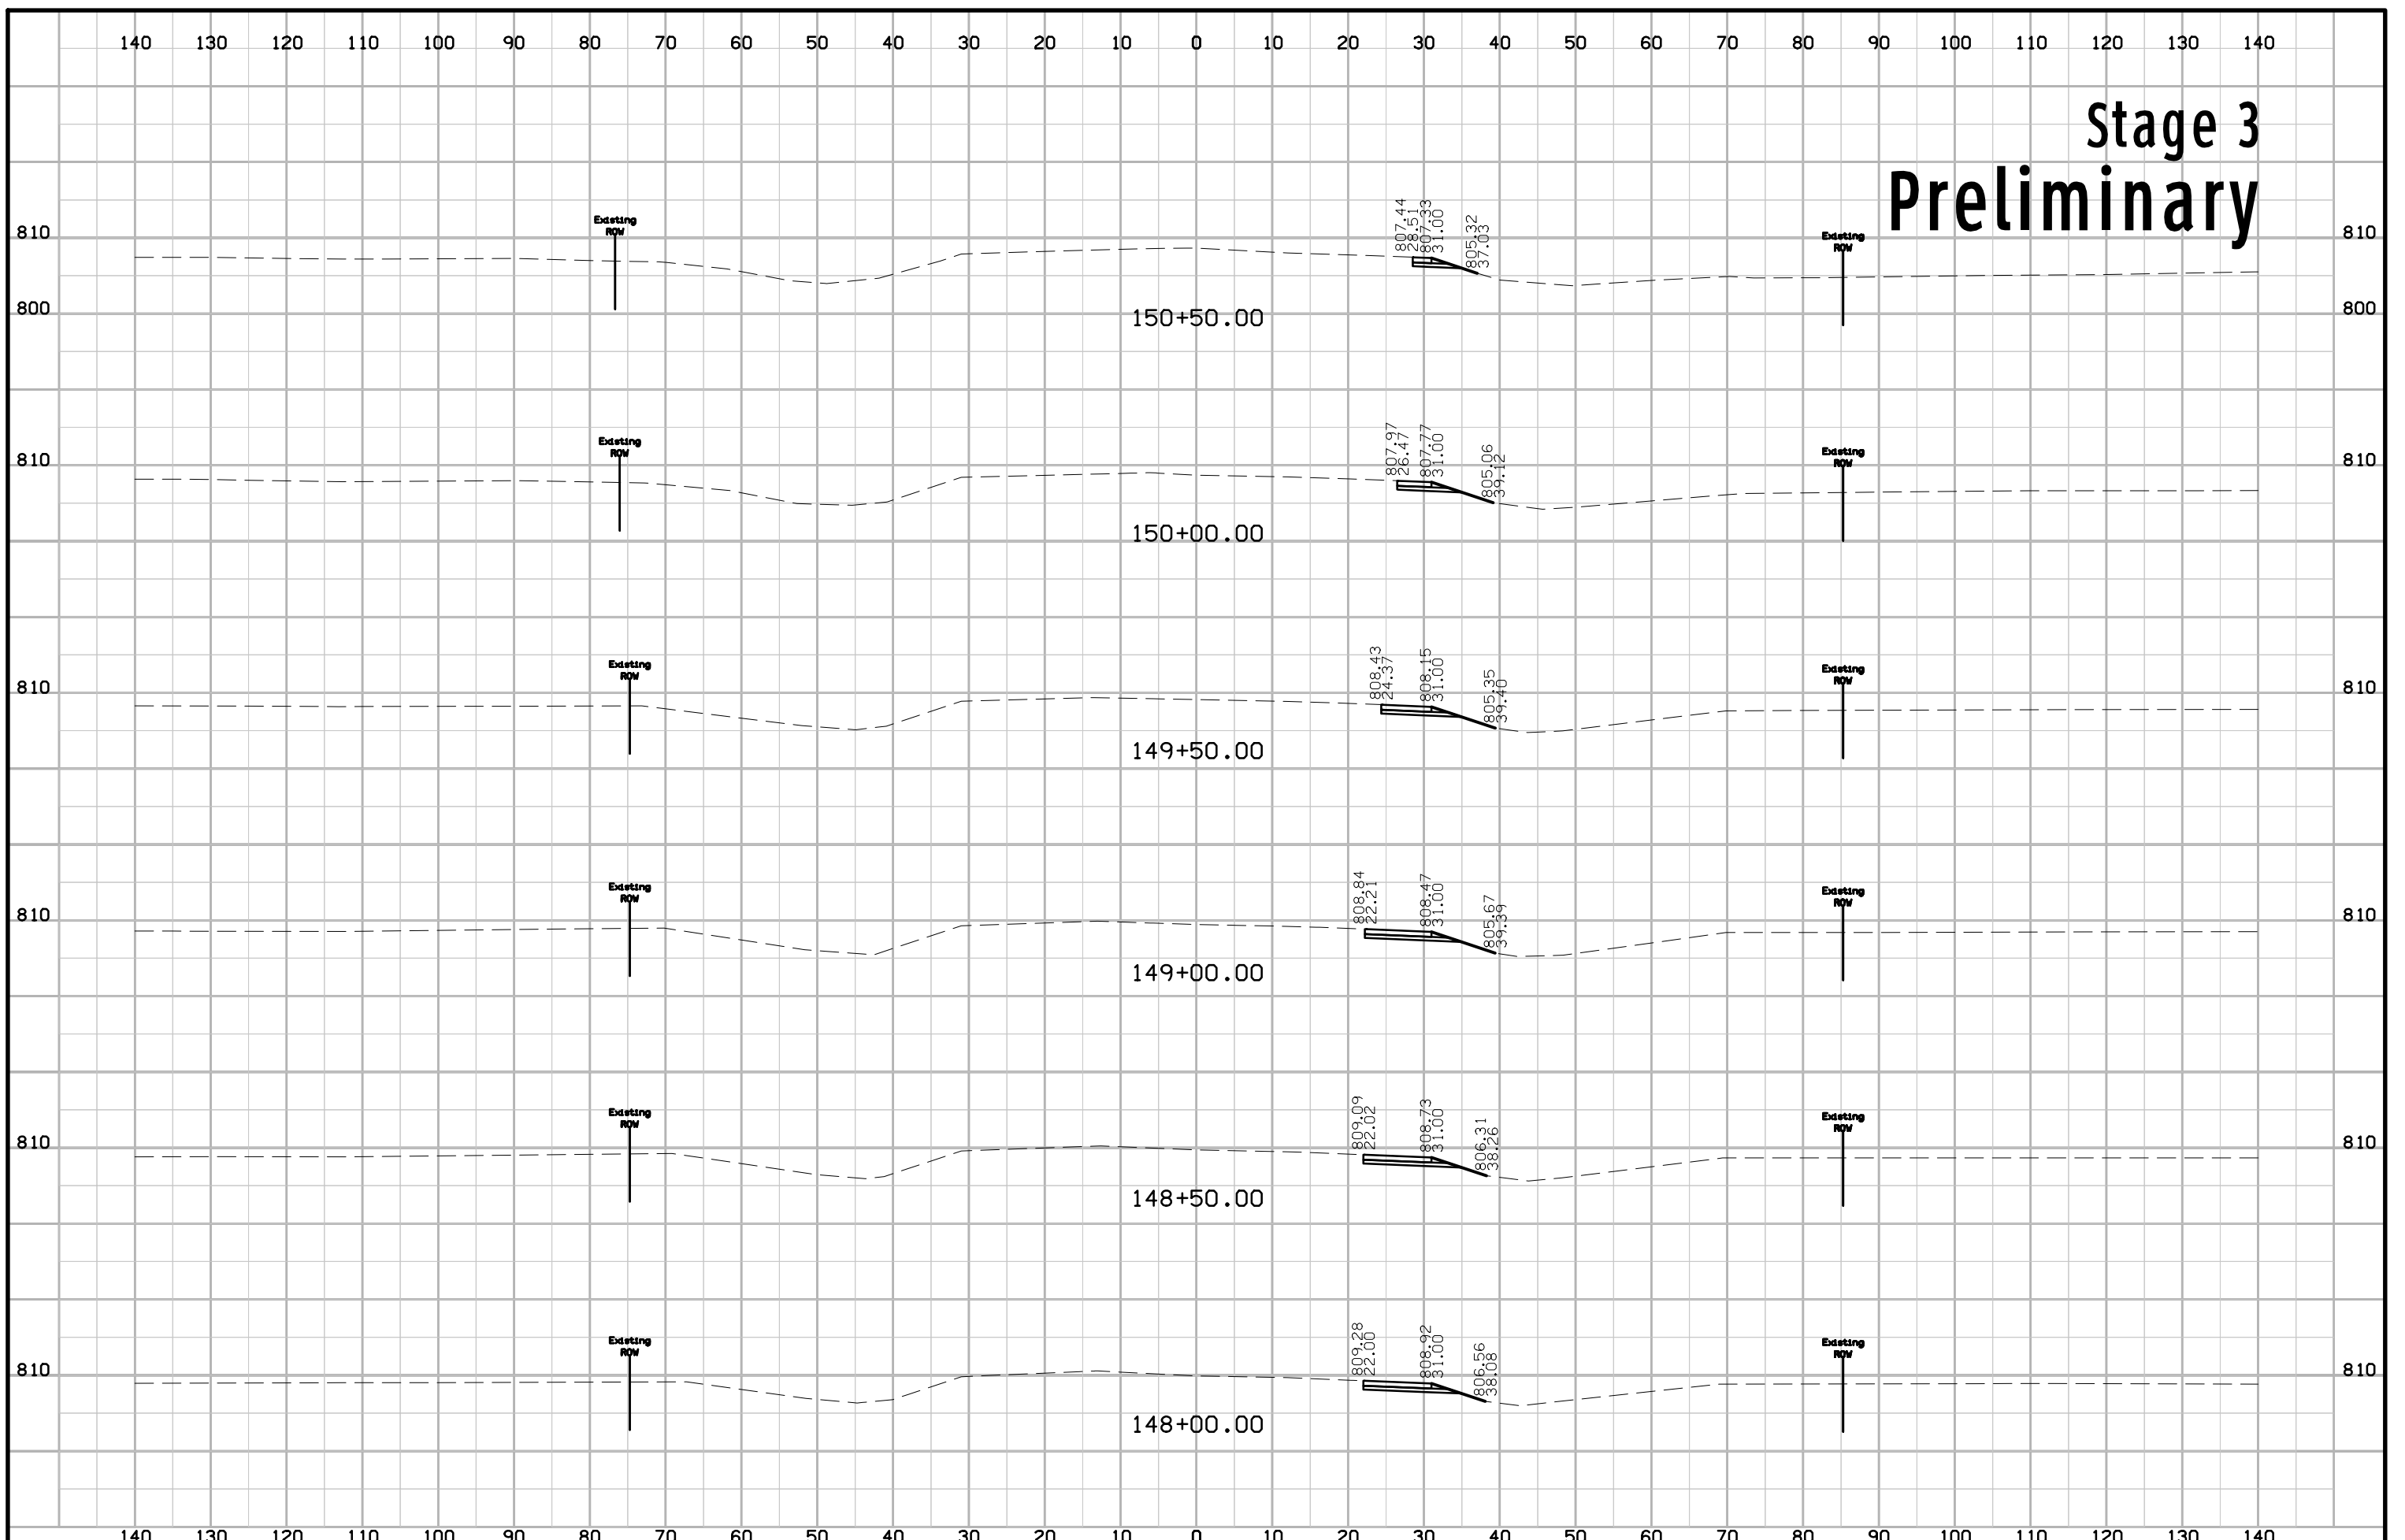 140 130 120 110 100 90 80 70 60 50 40 30 20 10 0 10 20 30 40 50 60 70 80 90 100 110 120 130 140
Stage 3
Preliminary
810 810
Existing
ROW
807.44
28.51
807.33
31.00
805.32
37.03
Existing
ROW
800 800
150+50.00
810 810
Existing
ROW
807.97
26.47
807.77
31.00
805.06
39.12
Existing
ROW
150+00.00
810 810
Existing
ROW
808.43
24.37
808.15
31.00
805.35
39.40
Existing
ROW
149+50.00
810 810
Existing
ROW
808.84
22.21
808.47
31.00
805.67
39.39
Existing
ROW
149+00.00
810 810
Existing
ROW
809.09
22.02
808.73
31.00
806.31
38.26
Existing
ROW
148+50.00
810 810
Existing
ROW
809.28
22.00
808.92
31.00
806.56
38.08
Existing
ROW
148+00.00
140 130 120 110 100 90 80 70 60 50 40 30 20 10 0 10 20 30 40 50 60 70 80 90 100 110 120 130 140